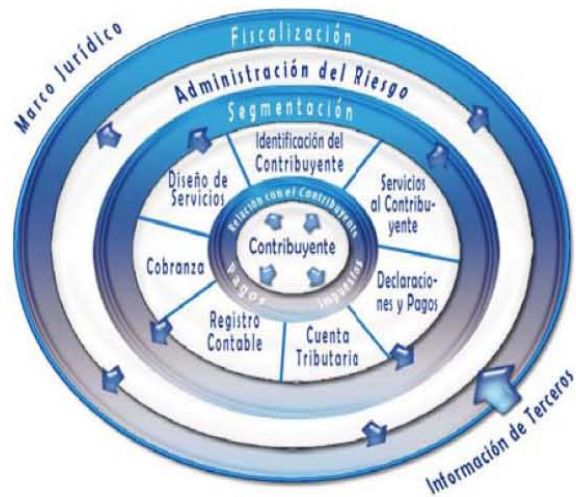 Marco Jurídico
Fiscalización
Administración del Riesgo
Segmentación
Identificación del
Contribuyente
Diseño de
Servicios
Servicios
al Contribu-
yente
Relación con el Contribuyente
Contribuyente
Cobranza
Declaracio-
nes y Pagos
Pagos
Impuestos
Registro
Contable
Cuenta
Tributaria
Información de Terceros